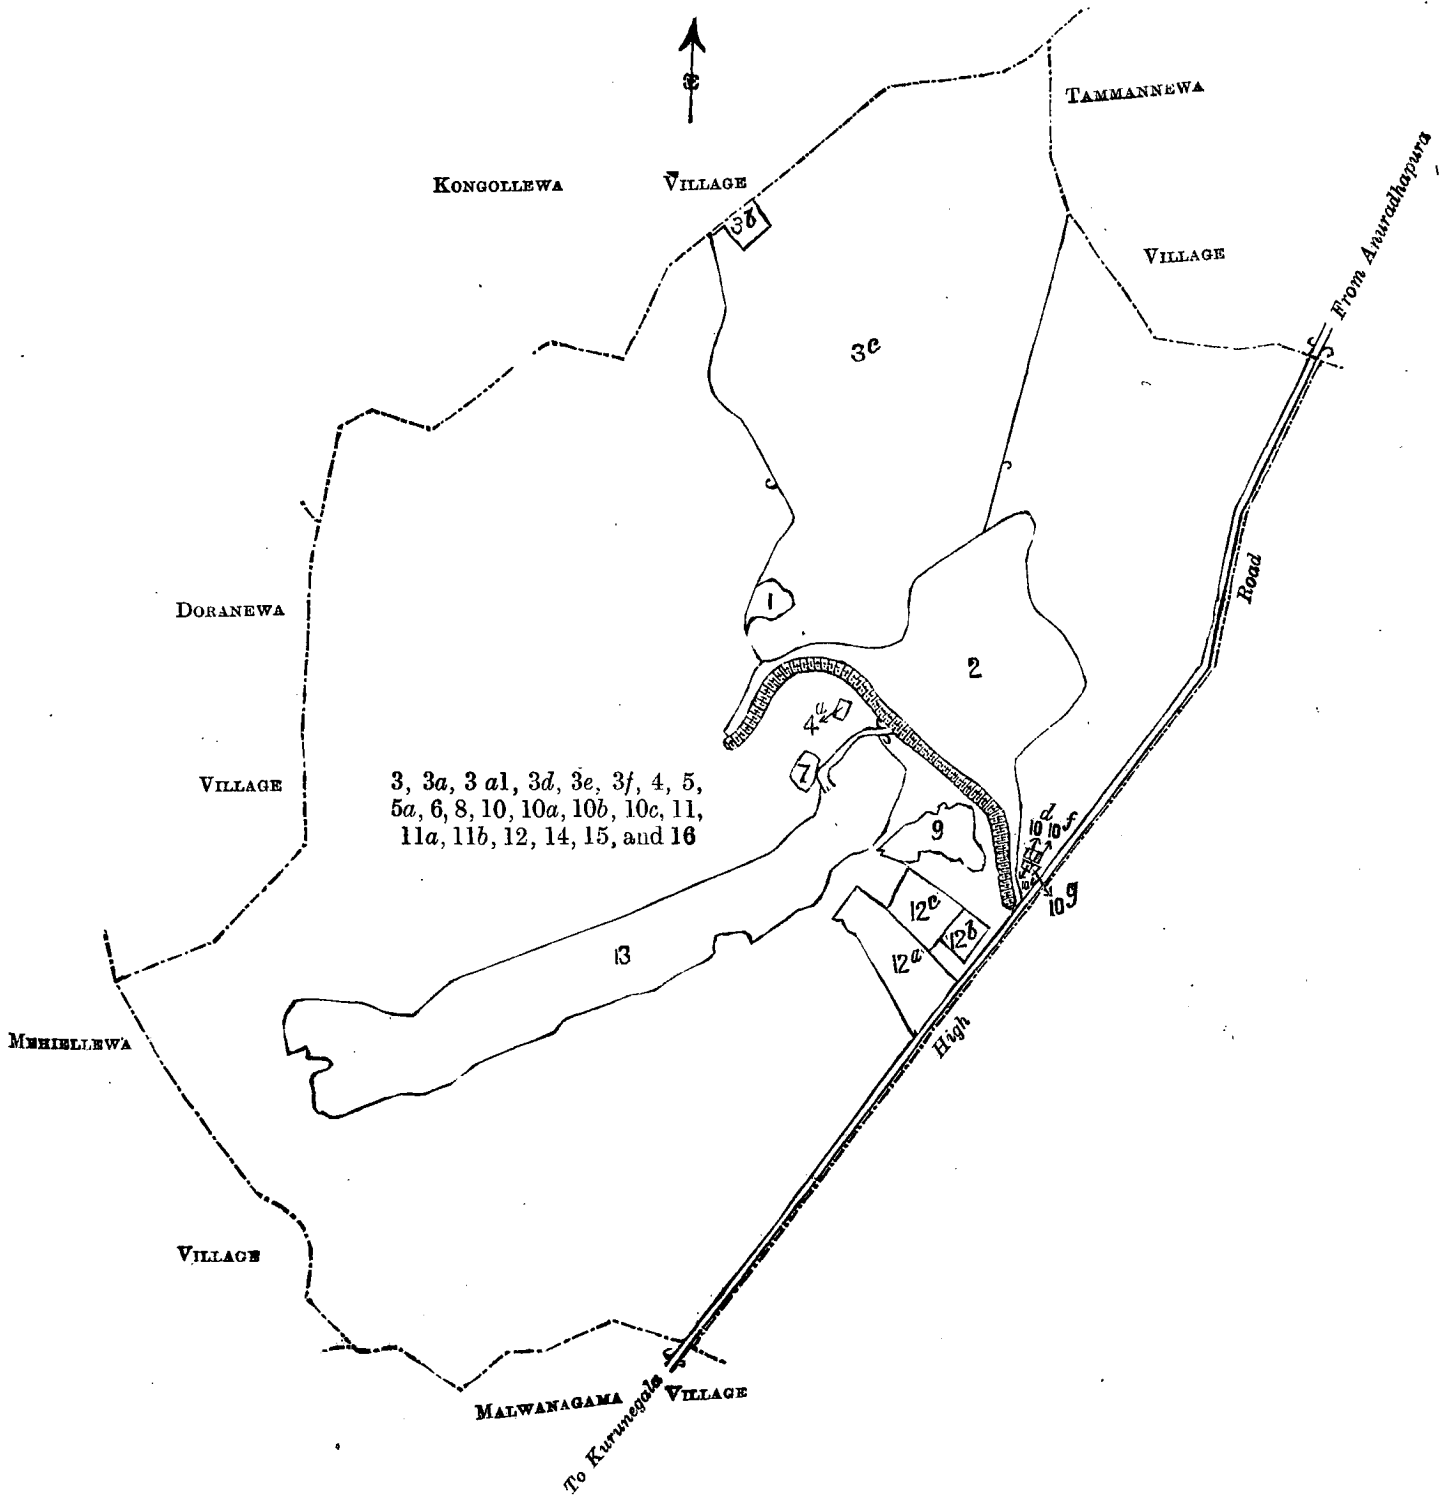 TAMMANNEWA
KONGOLLEWA VILLAGE
From Anuradhapura
3b
VILLAGE
3c
Road
1
DORANEWA
2
4a
7
VILLAGE
3, 3a, 3 a1, 3d, 3e, 3f, 4, 5,
5a, 6, 8, 10, 10a, 10b, 10c, 11,
11a, 11b, 12, 14, 15, and 16
9
10d 10f
10g
12c
12b
12a
13
High
MEHIELLEWA
VILLAGE
MALWANAGAMA VILLAGE
To Kurunegala